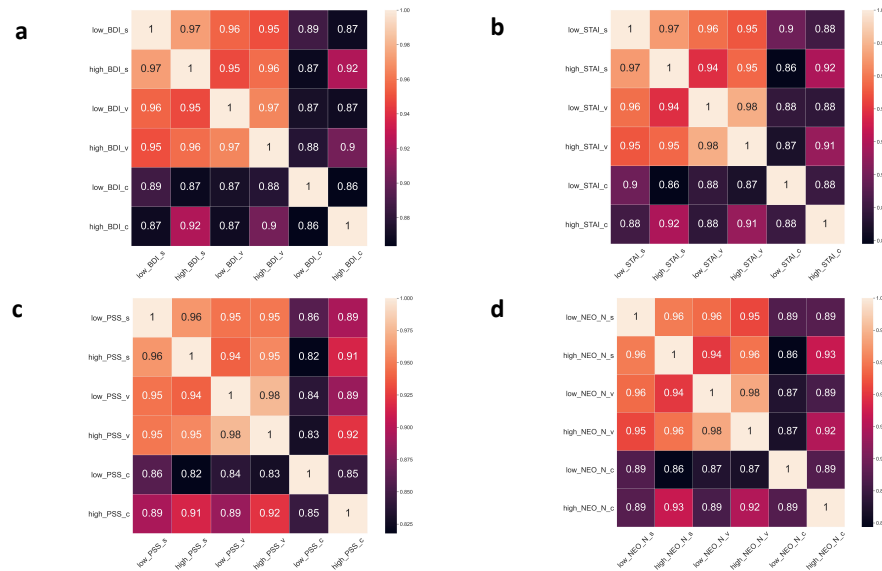 a
low_BDI_s 1 0.97 0.96 0.95 0.89 0.87
high_BDI_s 0.97 1 0.95 0.96 0.87 0.92
low_BDI_v 0.96 0.95 1 0.97 0.87 0.87
high_BDI_v 0.95 0.96 0.97 1 0.88 0.9
low_BDI_c 0.89 0.87 0.87 0.88 1 0.86
high_BDI_c 0.87 0.92 0.87 0.9 0.86 1
low_BDI_s high_BDI_s low_BDI_v high_BDI_v low_BDI_c high_BDI_c
1.00
0.98
0.96
0.94
0.92
0.90
0.88
b
low_STAI_s 1 0.97 0.96 0.95 0.9 0.88
high_STAI_s 0.97 1 0.94 0.95 0.86 0.92
low_STAI_v 0.96 0.94 1 0.98 0.88 0.88
high_STAI_v 0.95 0.95 0.98 1 0.87 0.91
low_STAI_c 0.9 0.86 0.88 0.87 1 0.88
high_STAI_c 0.88 0.92 0.88 0.91 0.88 1
low_STAI_s high_STAI_s low_STAI_v high_STAI_v low_STAI_c high_STAI_c
c
low_PSS_s 1 0.96 0.95 0.95 0.86 0.89
high_PSS_s 0.96 1 0.94 0.95 0.82 0.91
low_PSS_v 0.95 0.94 1 0.98 0.84 0.89
high_PSS_v 0.95 0.95 0.98 1 0.83 0.92
low_PSS_c 0.86 0.82 0.84 0.83 1 0.85
high_PSS_c 0.89 0.91 0.89 0.92 0.85 1
low_PSS_s high_PSS_s low_PSS_v high_PSS_v low_PSS_c high_PSS_c
1.000
0.975
0.950
0.925
0.900
0.875
0.850
0.825
d
low_NEO_N_s 1 0.96 0.96 0.95 0.89 0.89
high_NEO_N_s 0.96 1 0.94 0.96 0.86 0.93
low_NEO_N_v 0.96 0.94 1 0.98 0.87 0.89
high_NEO_N_v 0.95 0.96 0.98 1 0.87 0.92
low_NEO_N_c 0.89 0.86 0.87 0.87 1 0.89
high_NEO_N_c 0.89 0.93 0.89 0.92 0.89 1
low_NEO_N_s high_NEO_N_s low_NEO_N_v high_NEO_N_v low_NEO_N_c high_NEO_N_c